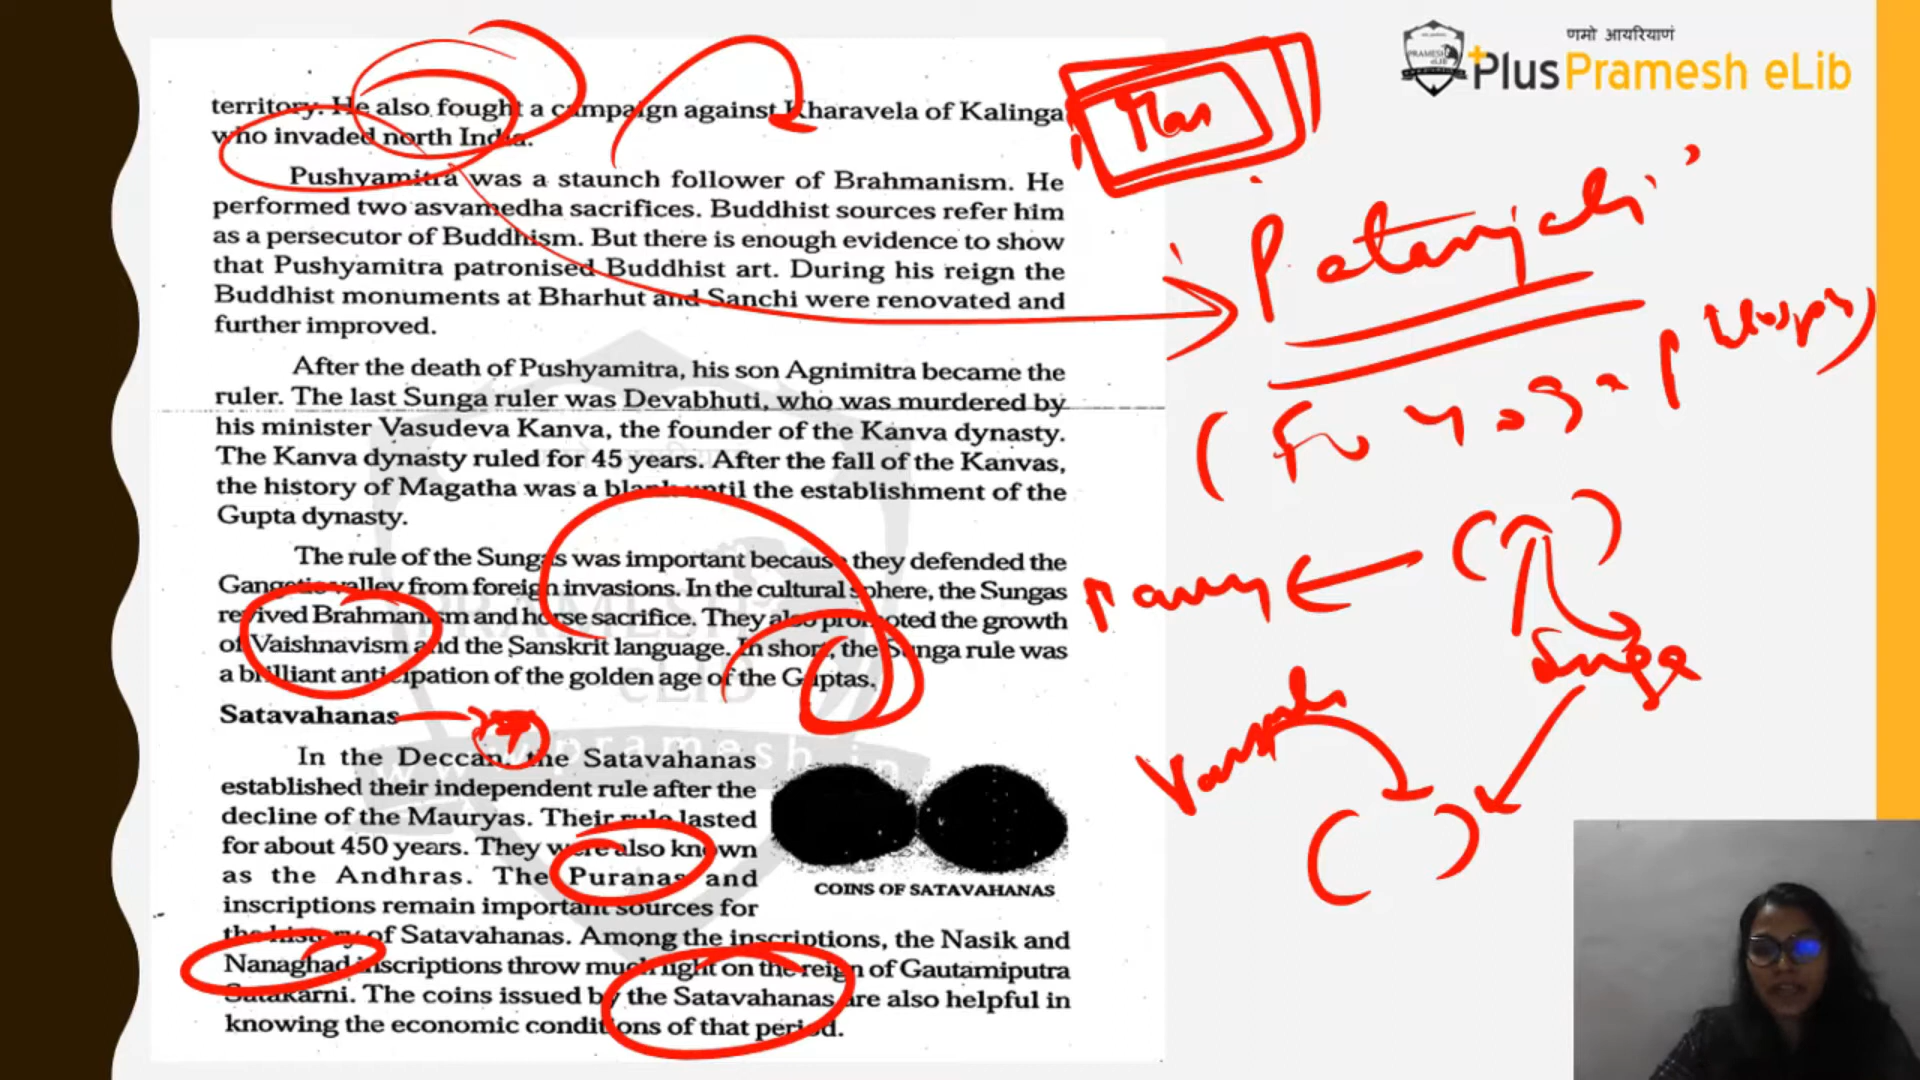 णमो आयरियाणं
PRAMESH eLIB
PlusPramesh eLib
territory. He also fought a campaign against Kharavela of Kalinga
who invaded north India.
Pushyamitra was a staunch follower of Brahmanism. He
performed two asvamedha sacrifices. Buddhist sources refer him
as a persecutor of Buddhism. But there is enough evidence to show
that Pushyamitra patronised Buddhist art. During his reign the
Buddhist monuments at Bharhut and Sanchi were renovated and
further improved.
After the death of Pushyamitra, his son Agnimitra became the
ruler. The last Sunga ruler was Devabhuti, who was murdered by
his minister Vasudeva Kanva, the founder of the Kanva dynasty.
The Kanva dynasty ruled for 45 years. After the fall of the Kanvas,
the history of Magatha was a blank until the establishment of the
Gupta dynasty.
The rule of the Sungas was important because they defended the
Gangetic valley from foreign invasions. In the cultural sphere, the Sungas
revived Brahmanism and horse sacrifice. They also promoted the growth
of Vaishnavism and the Sanskrit language. In short, the Sunga rule was
a brilliant anticipation of the golden age of the Guptas.
Satavahanas
In the Deccan, the Satavahanas
established their independent rule after the
decline of the Mauryas. Their rule lasted
for about 450 years. They were also known
as the Andhras. The Puranas and
inscriptions remain important sources for
the history of Satavahanas. Among the inscriptions, the Nasik and
Nanaghad inscriptions throw much light on the reign of Gautamiputra
Satakarni. The coins issued by the Satavahanas are also helpful in
knowing the economic conditions of that period.
COINS OF SATAVAHANAS
PRAMESH
eLIB
www.pramesh.in
Patanjali
Sunga